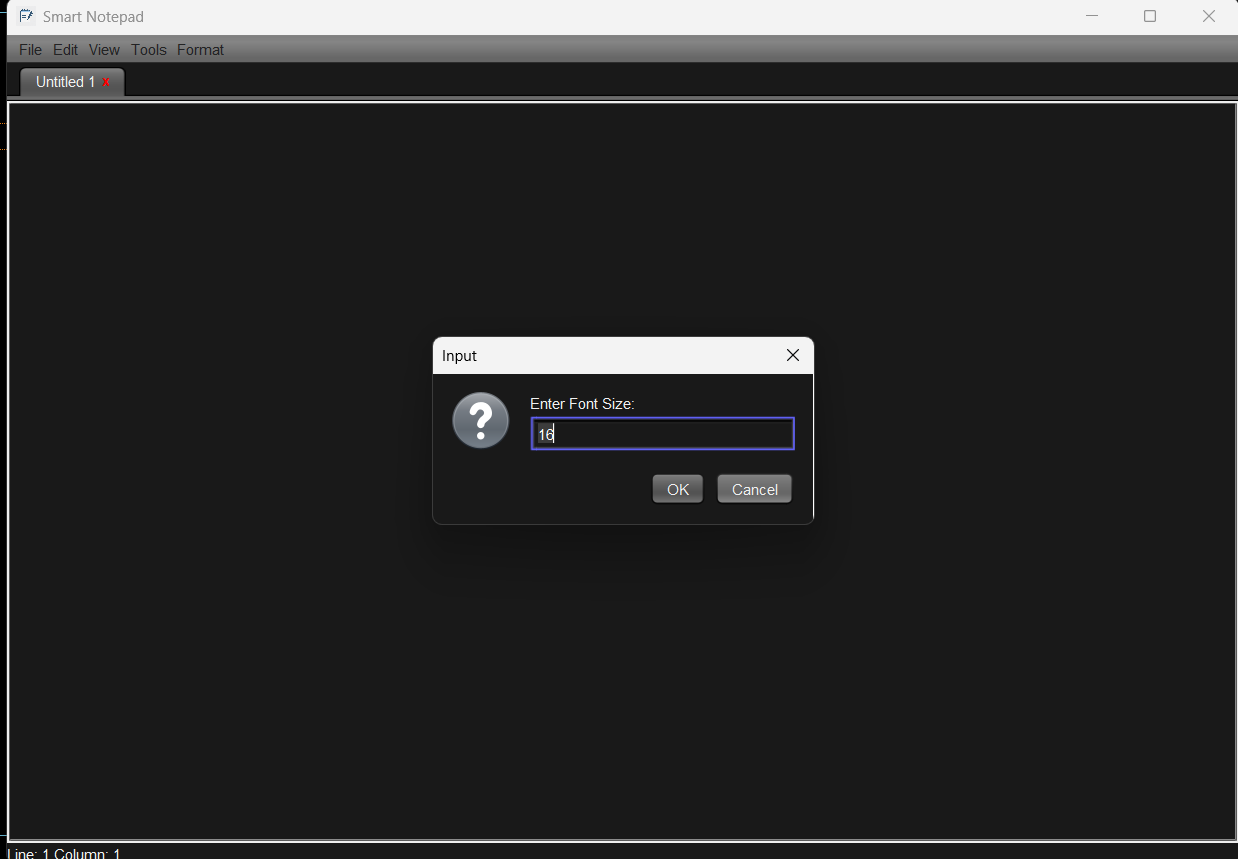 Smart Notepad
File Edit View Tools Format
Untitled 1 x
Input
Enter Font Size:
16
OK Cancel
Line: 1 Column: 1